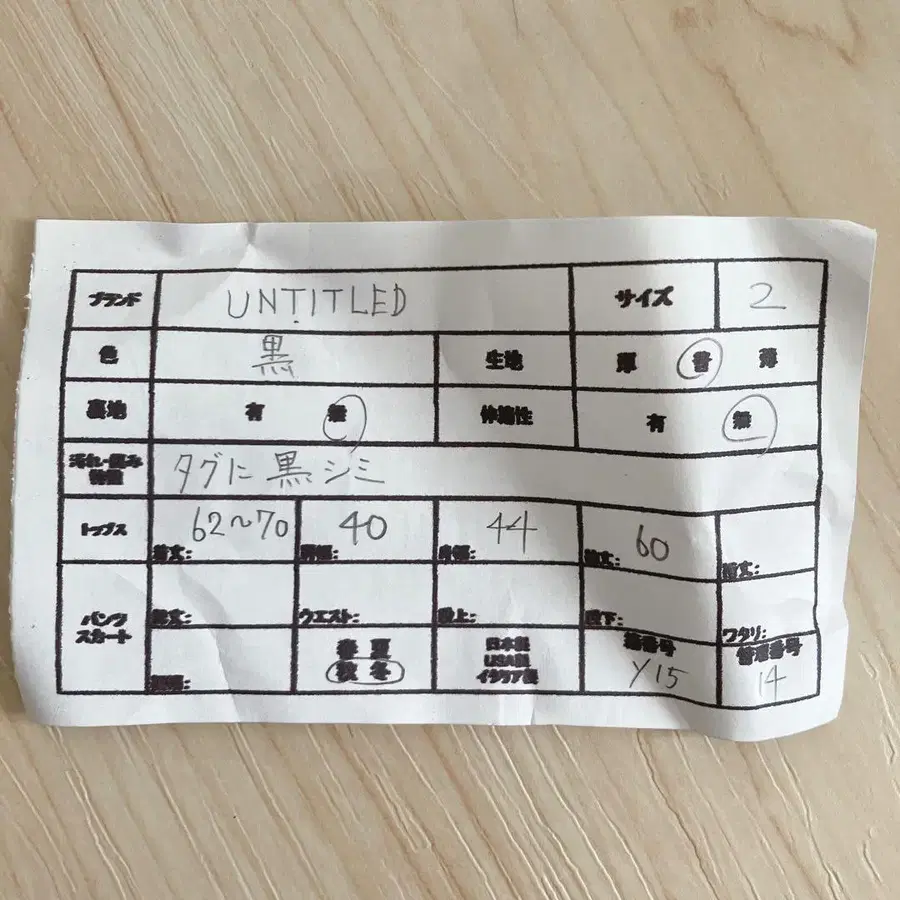 ブランド UNTITLED サイズ 2
色 黒 生地 厚 普 薄
裏地 有 無 伸縮性 有 無
汚れ・傷み
タグに黒シミ
トップス 着丈: 62〜70 肩幅: 40 身幅: 44 袖丈: 60 裄丈:
パンツ
スカート
総丈: ウエスト: 股上: 股下: ワタリ:
裾幅:
春 夏
秋 冬
日本製
USA製
イタリア製
箱番号
Y15
管理番号
14